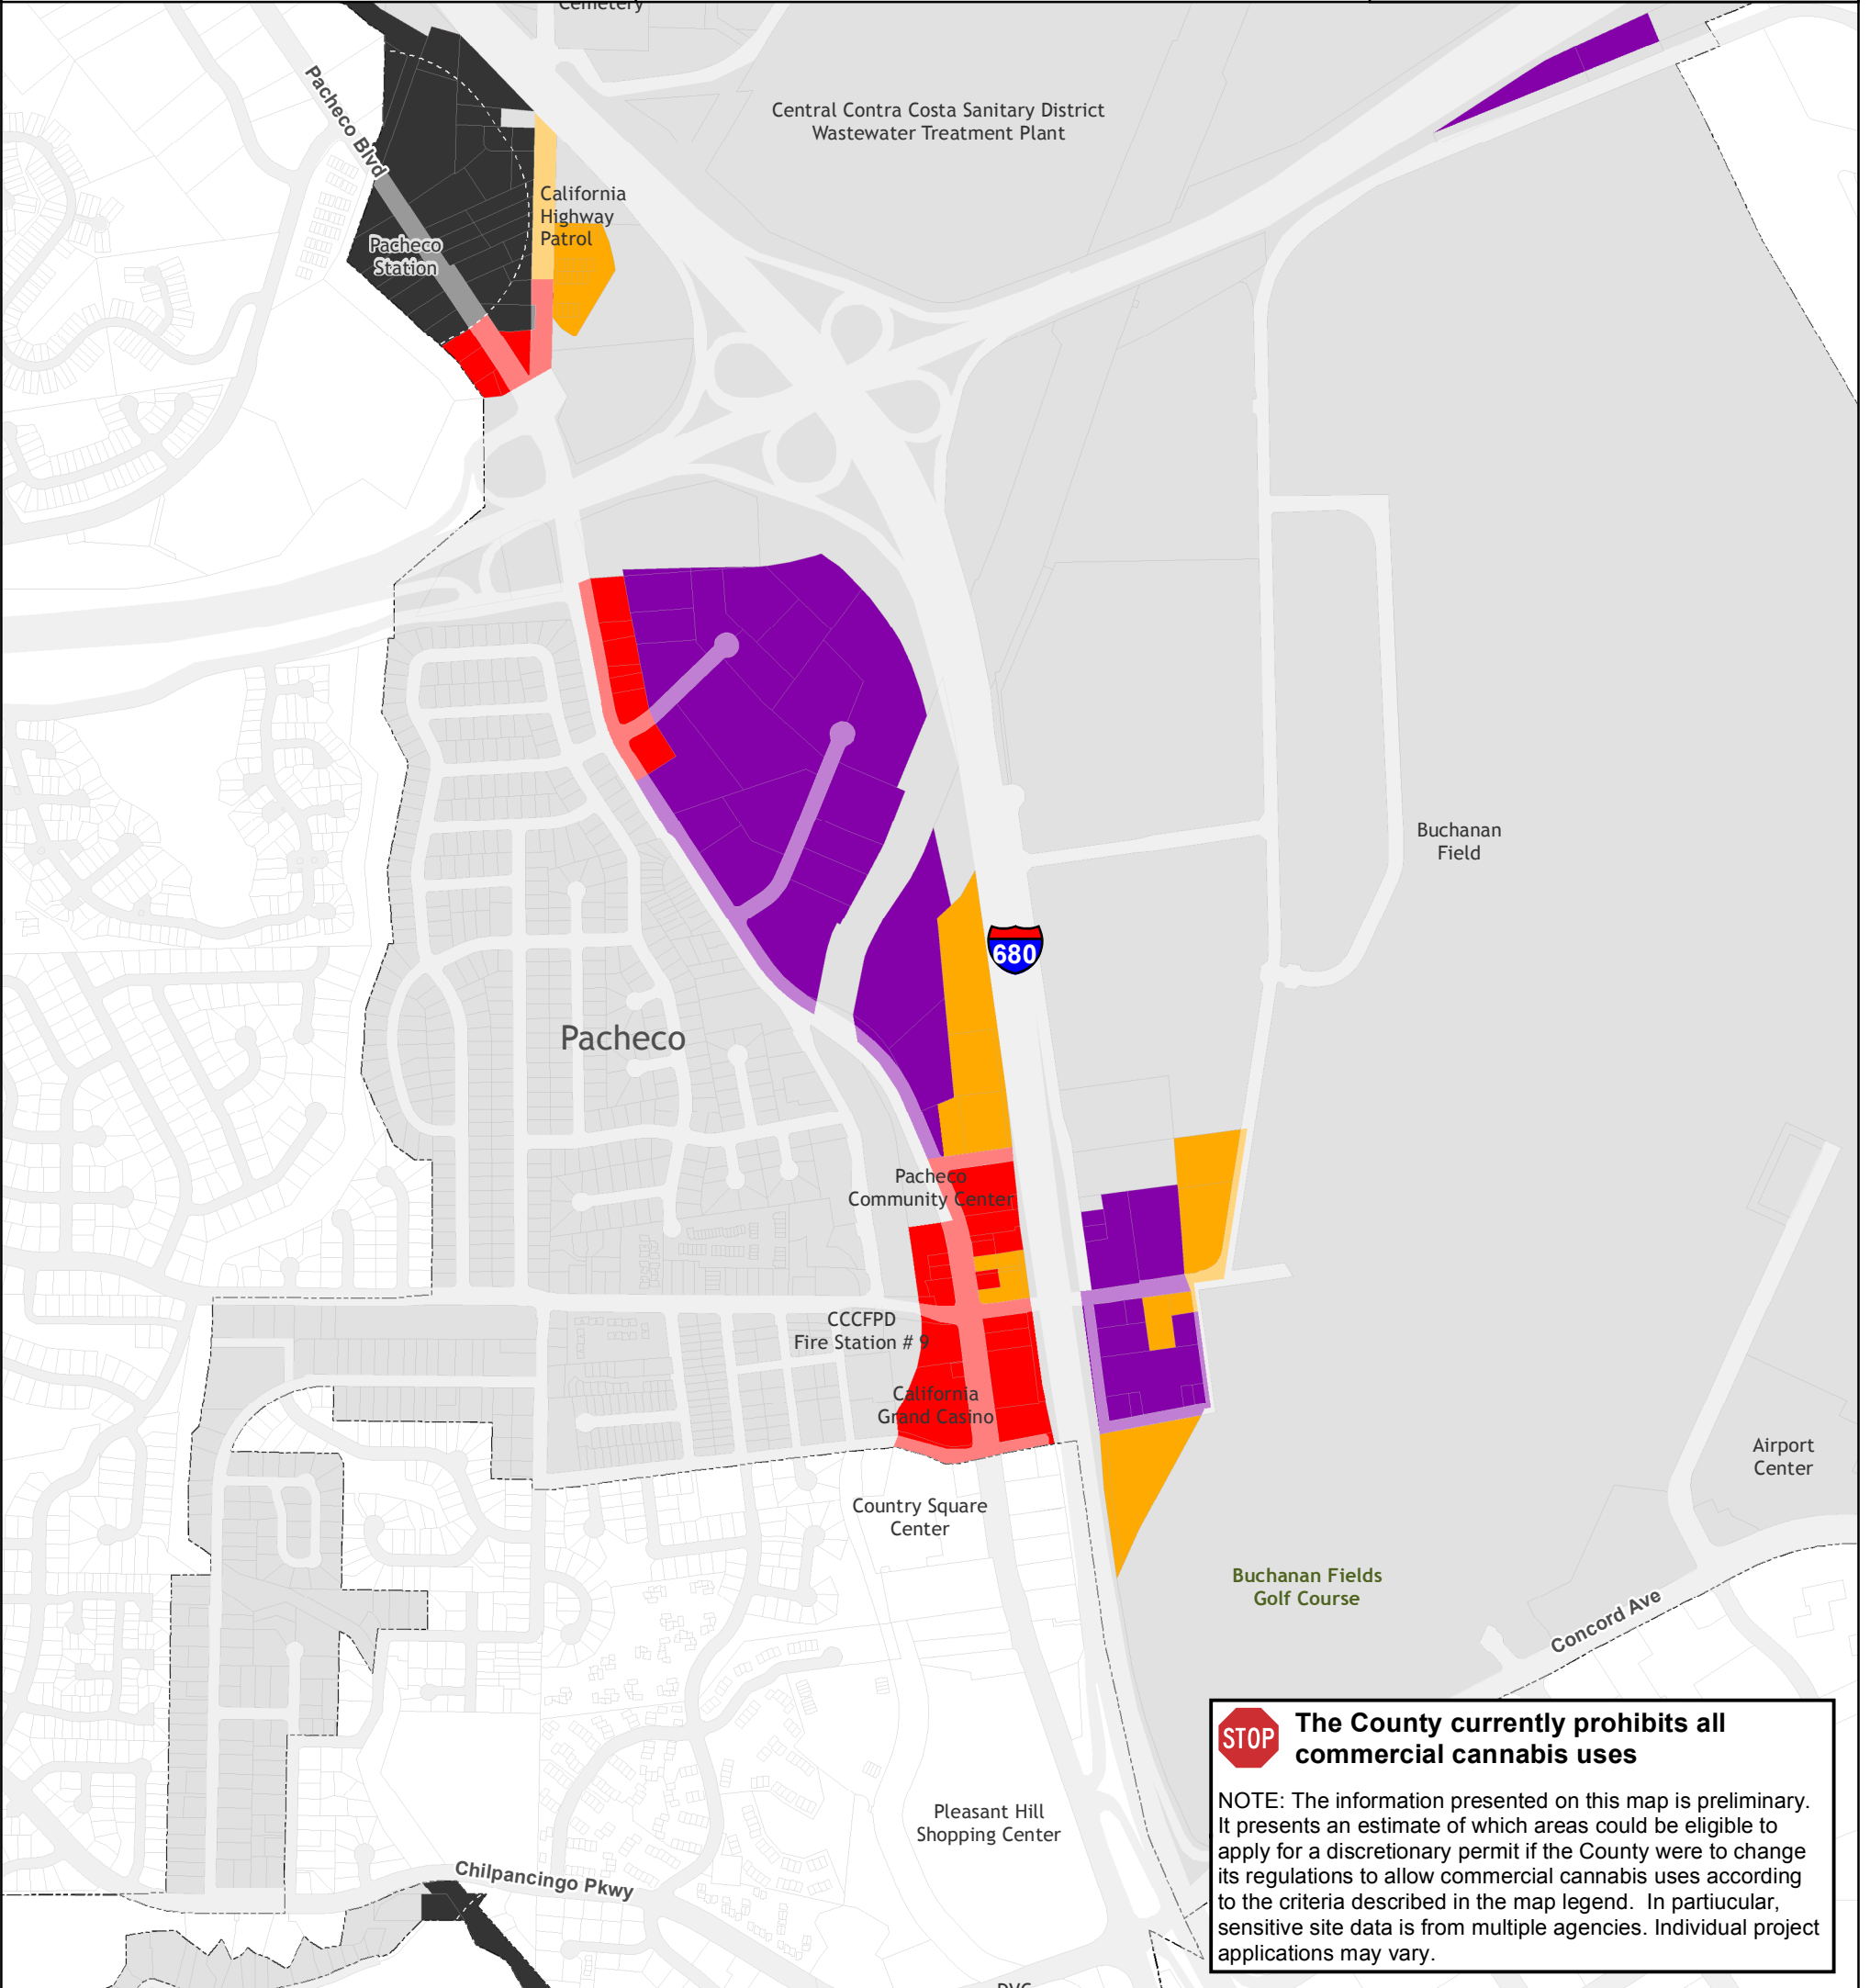 Cemetery
Pacheco Blvd
Central Contra Costa Sanitary District
Wastewater Treatment Plant
California
Highway
Patrol
Pacheco
Station
Buchanan
Field
680
Pacheco
Pacheco
Community Center
CCCFPD
Fire Station # 9
California
Grand Casino
Airport
Center
Country Square
Center
Buchanan Fields
Golf Course
Concord Ave
STOP
The County currently prohibits all
commercial cannabis uses
NOTE: The information presented on this map is preliminary.
It presents an estimate of which areas could be eligible to
apply for a discretionary permit if the County were to change
its regulations to allow commercial cannabis uses according
to the criteria described in the map legend.  In partiucular,
sensitive site data is from multiple agencies. Individual project
applications may vary.
Pleasant Hill
Shopping Center
Chilpancingo Pkwy
DVC